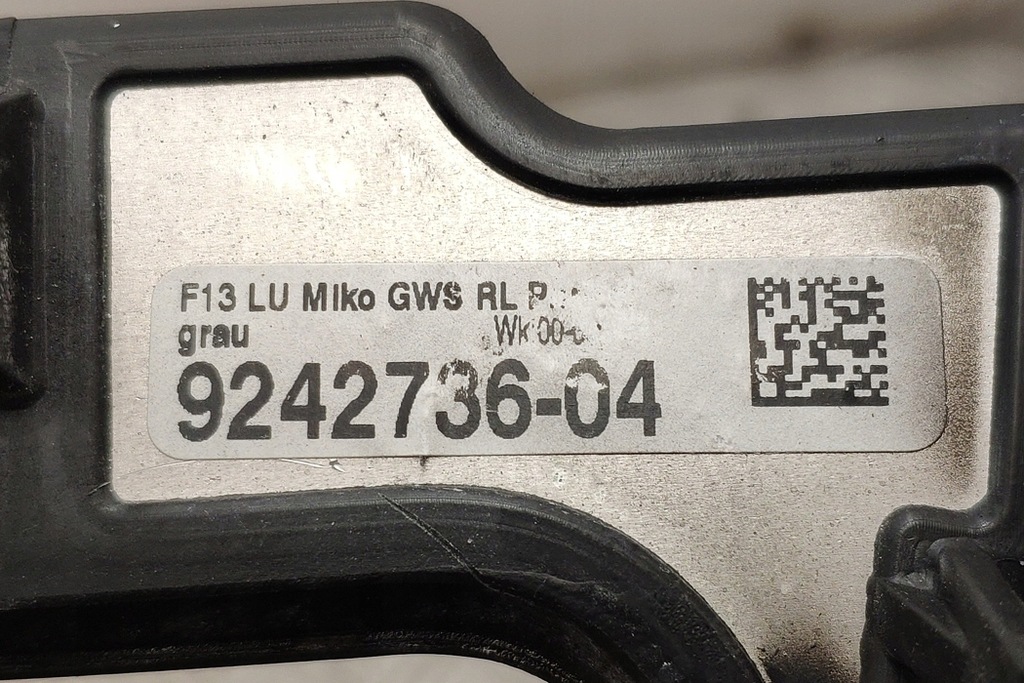 F13 LU Miko GWS RL
grau
9242736-04